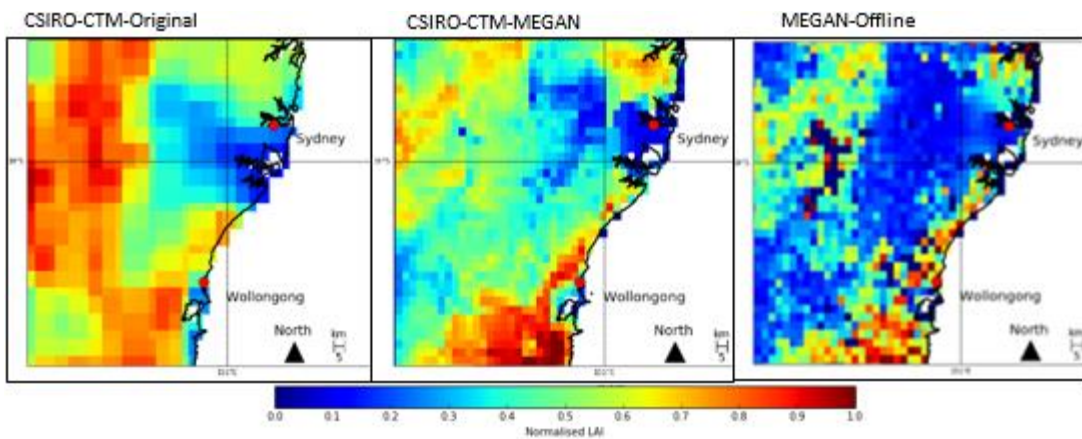 CSIRO-CTM-Original
CSIRO-CTM-MEGAN
MEGAN-Offline
Sydney
Wollongong
North
km
5
Sydney
Wollongong
North
km
5
Sydney
Wollongong
North
km
5
0.0 0.1 0.2 0.3 0.4 0.5 0.6 0.7 0.8 0.9 1.0
Normalised LAI